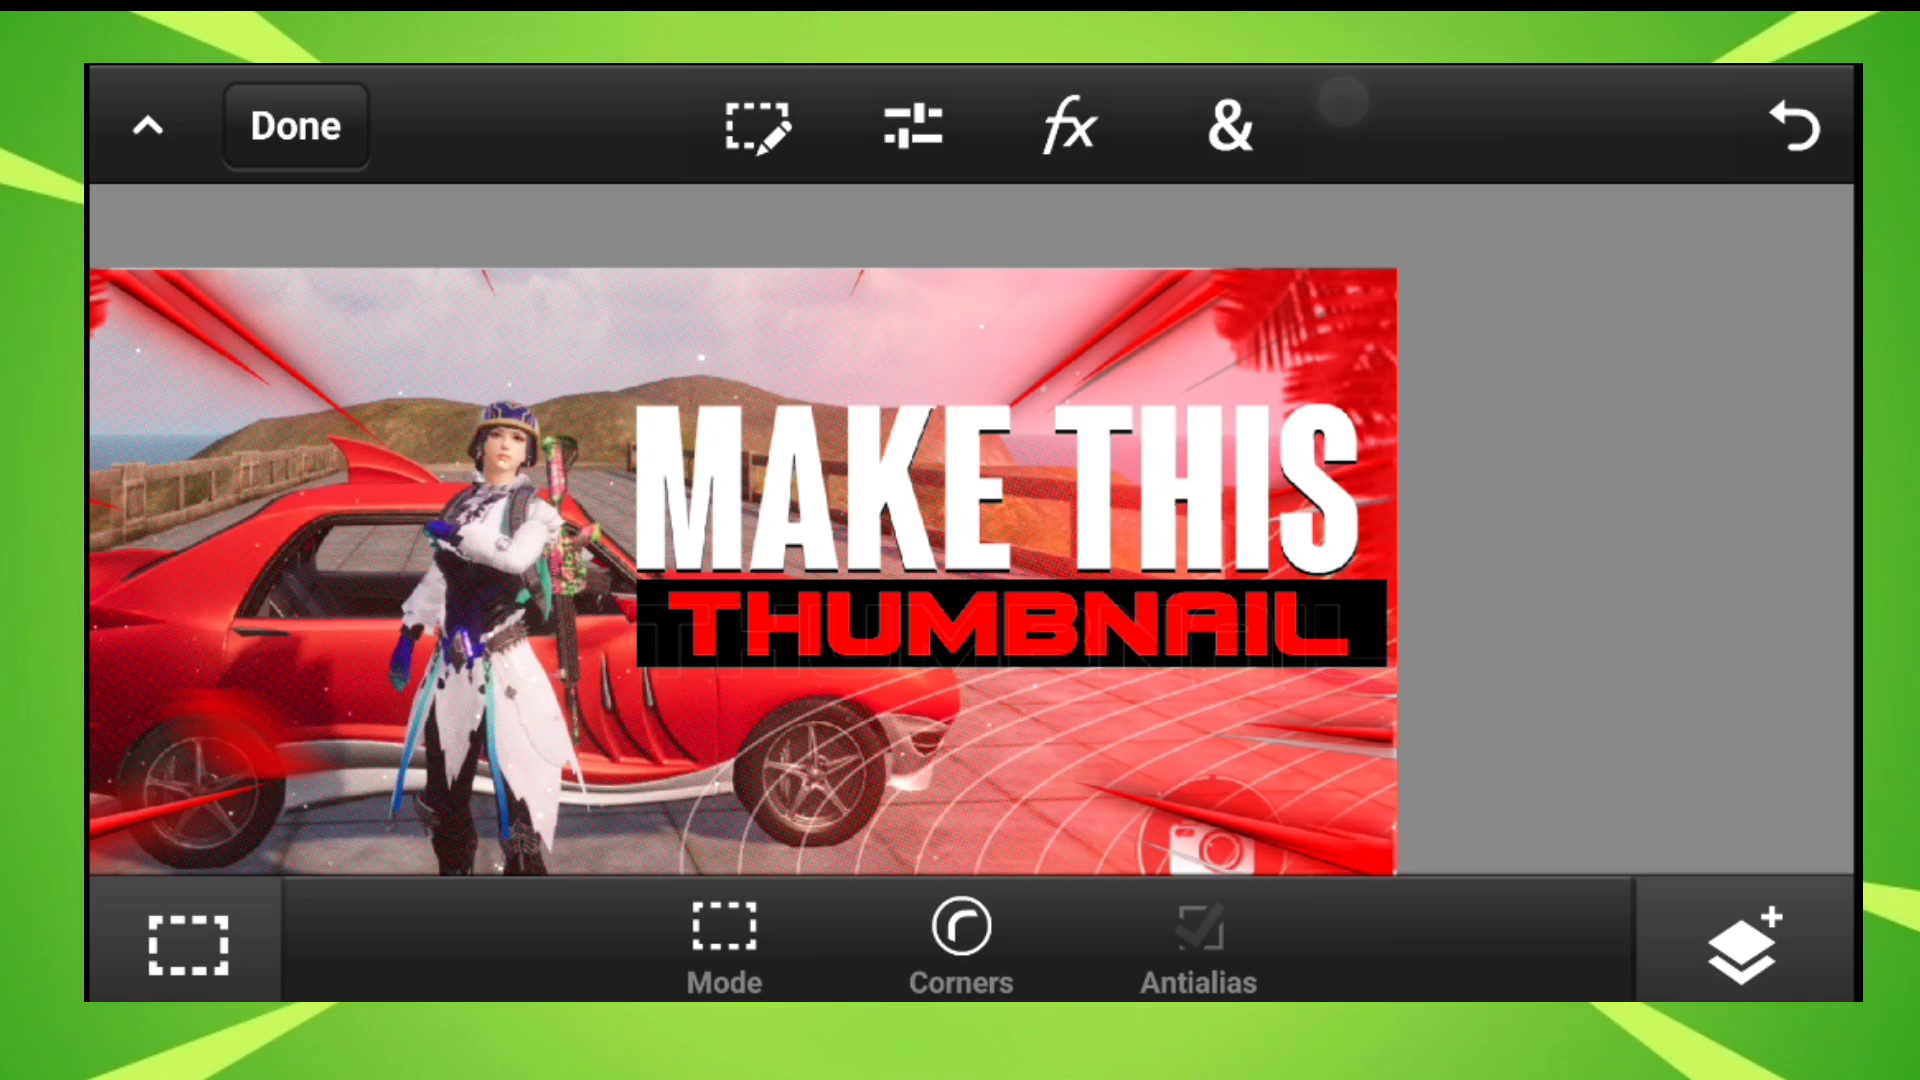 Done
fx
&
MAKE THIS
THUMBNAIL
Mode
Corners
Antialias